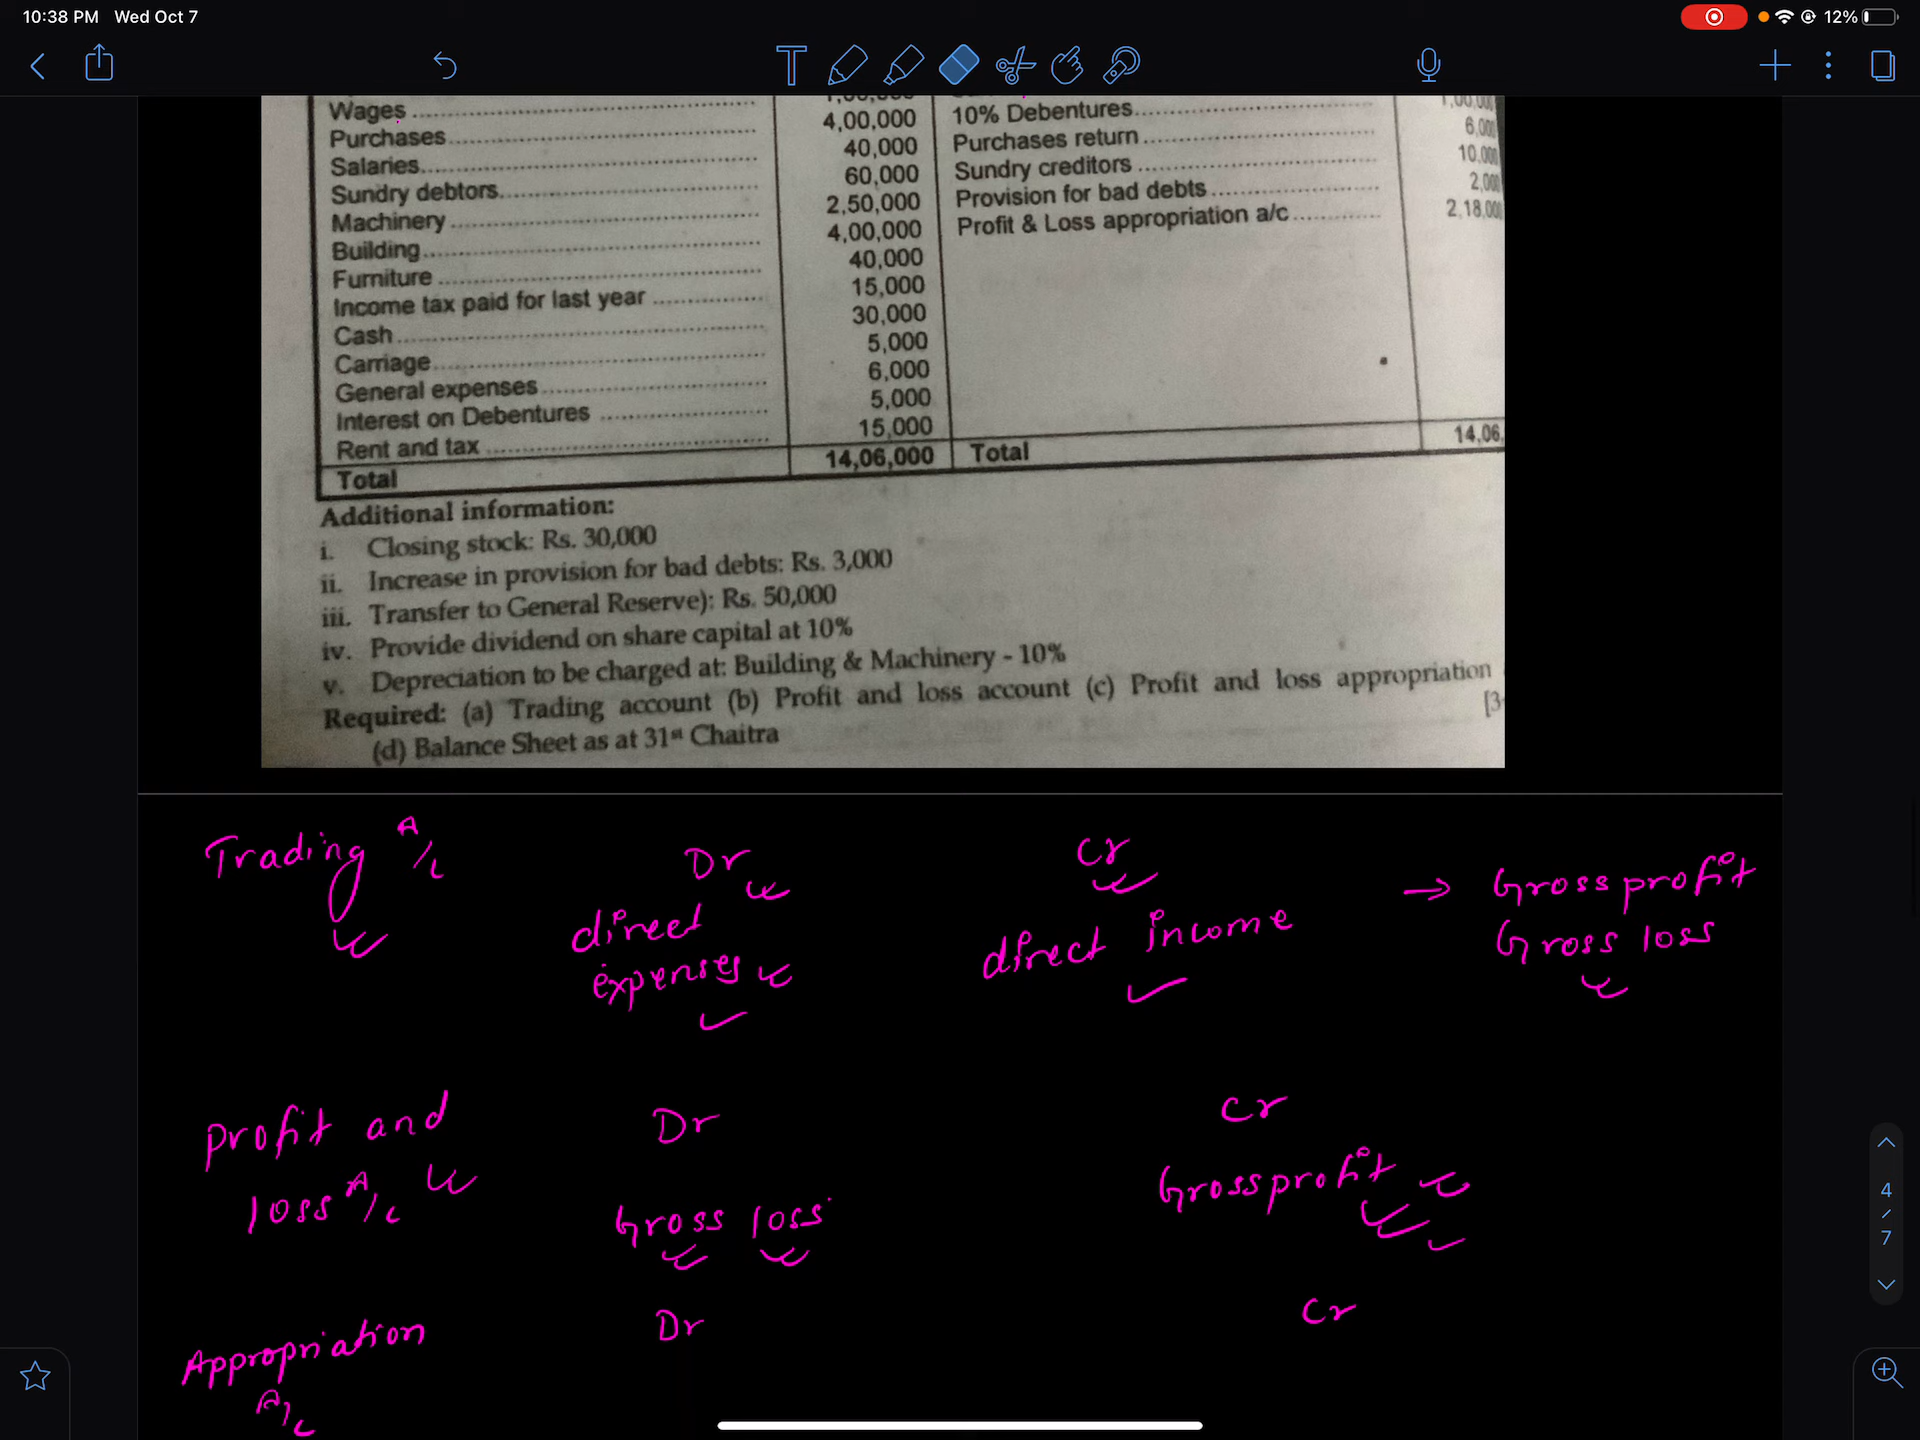 10:38 PM Wed Oct 7
12%
Wages
Purchases 4,00,000
Salaries 40,000
Sundry debtors 60,000
Machinery 2,50,000
Building 4,00,000
Furniture 40,000
Income tax paid for last year 15,000
Cash 30,000
Carriage 5,000
General expenses 6,000
Interest on Debentures 5,000
Rent and tax 15,000
Total 14,06,000
10% Debentures 1,00,000
Purchases return 6,000
Sundry creditors 10,000
Provision for bad debts 2,000
Profit & Loss appropriation a/c 2,18,000
Total 14,06,
Additional information:
i. Closing stock: Rs. 30,000
ii. Increase in provision for bad debts: Rs. 3,000
iii. Transfer to General Reserve): Rs. 50,000
iv. Provide dividend on share capital at 10%
v. Depreciation to be charged at: Building & Machinery - 10%
Required: (a) Trading account (b) Profit and loss account (c) Profit and loss appropriation
[3
(d) Balance Sheet as at 31st Chaitra
Trading A/c Dr Cr → Gross profit
direct expenses direct income Gross loss
Profit and loss A/c Dr Cr
Gross loss Gross profit
Appropriation A/c Dr Cr
4
/
7